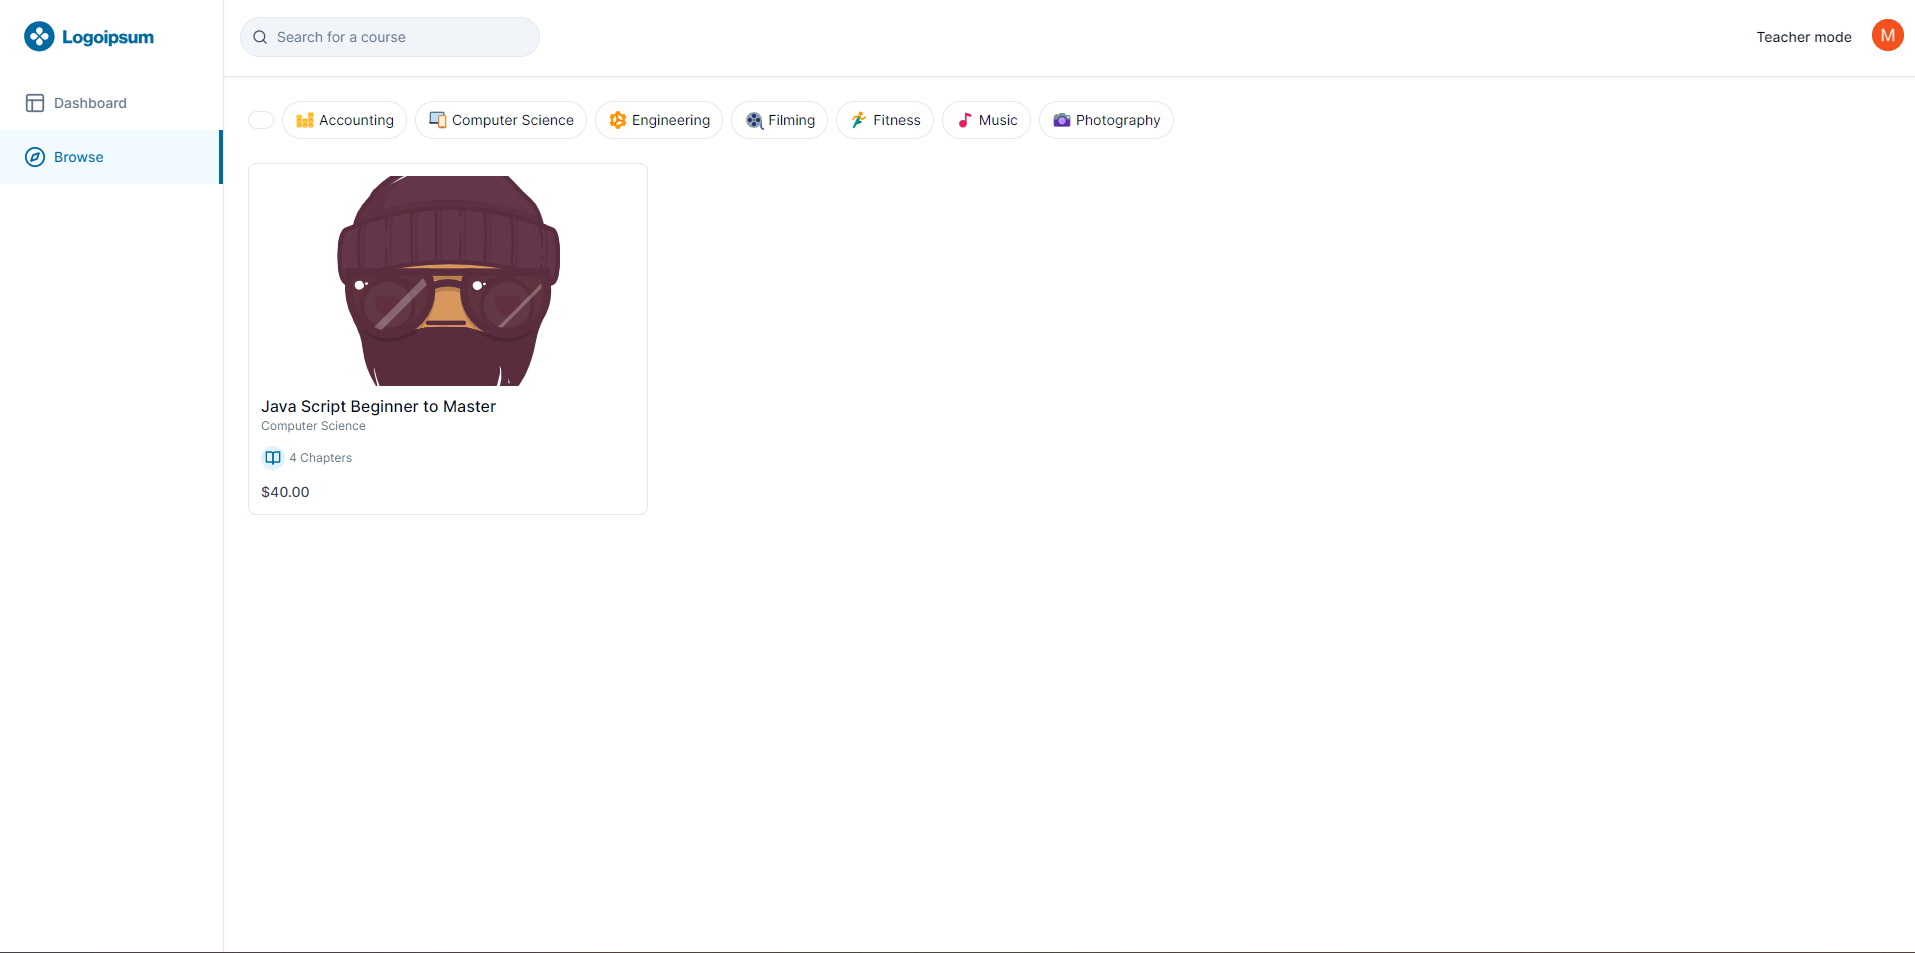 Logoipsum
Search for a course
Teacher mode
M
Dashboard
Browse
Accounting
Computer Science
Engineering
Filming
Fitness
Music
Photography
Java Script Beginner to Master
Computer Science
4 Chapters
$40.00